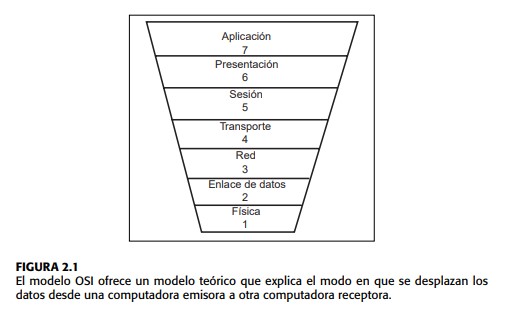 Aplicación
7
Presentación
6
Sesión
5
Transporte
4
Red
3
Enlace de datos
2
Física
1
FIGURA 2.1
El modelo OSI ofrece un modelo teórico que explica el modo en que se desplazan los
datos desde una computadora emisora a otra computadora receptora.